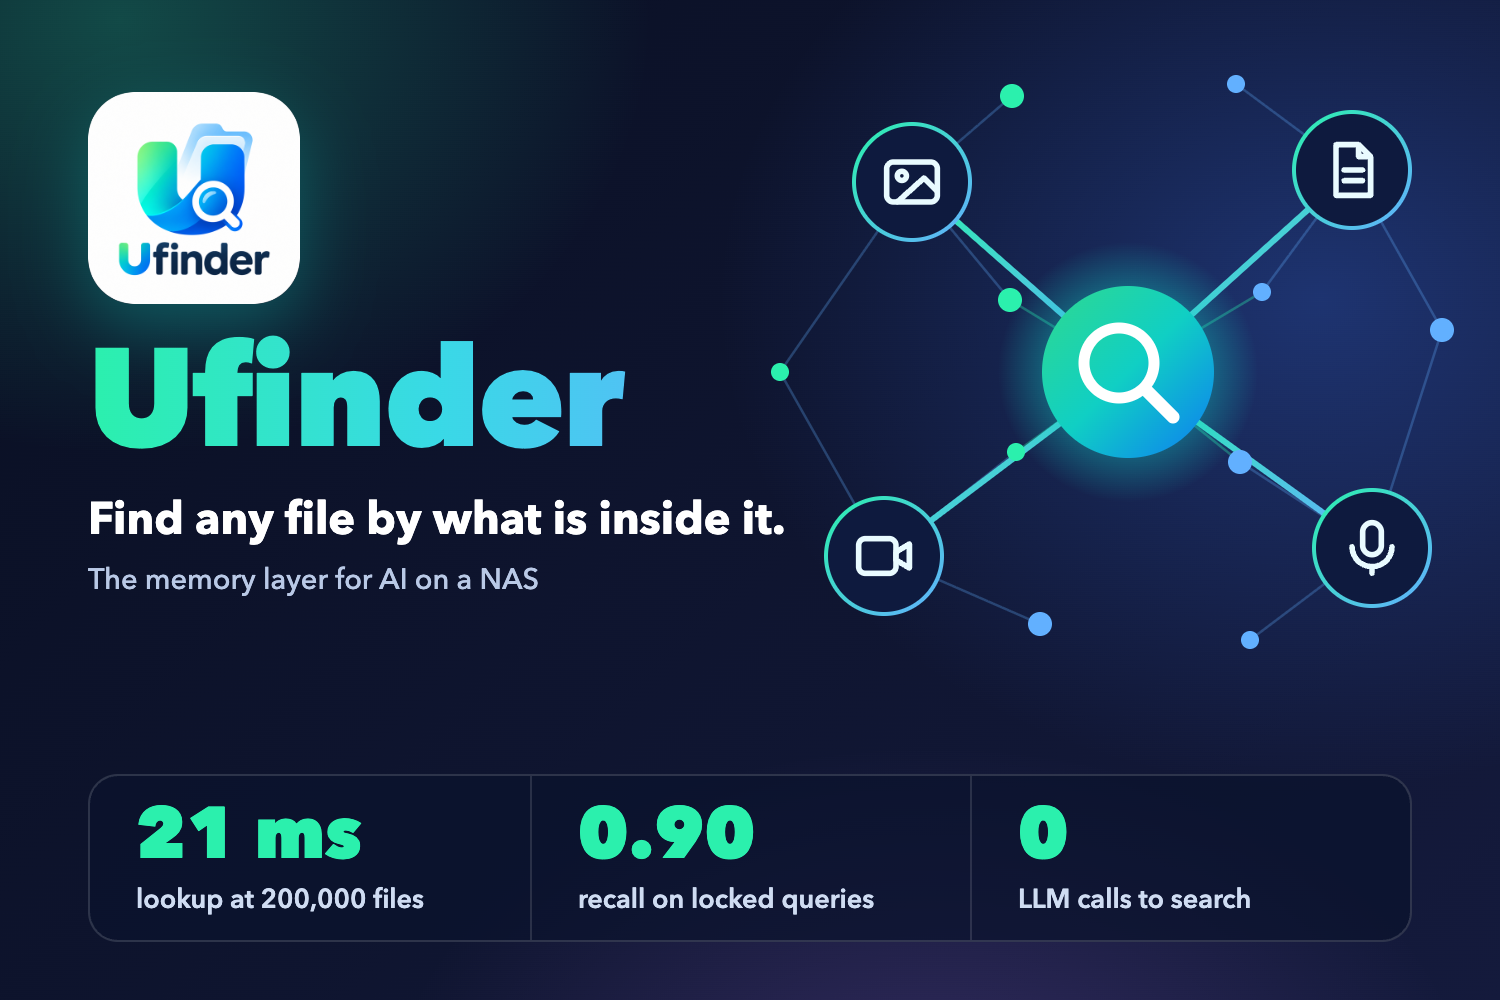 Ufinder
Ufinder
Find any file by what is inside it.
The memory layer for AI on a NAS
21 ms
lookup at 200,000 files
0.90
recall on locked queries
0
LLM calls to search